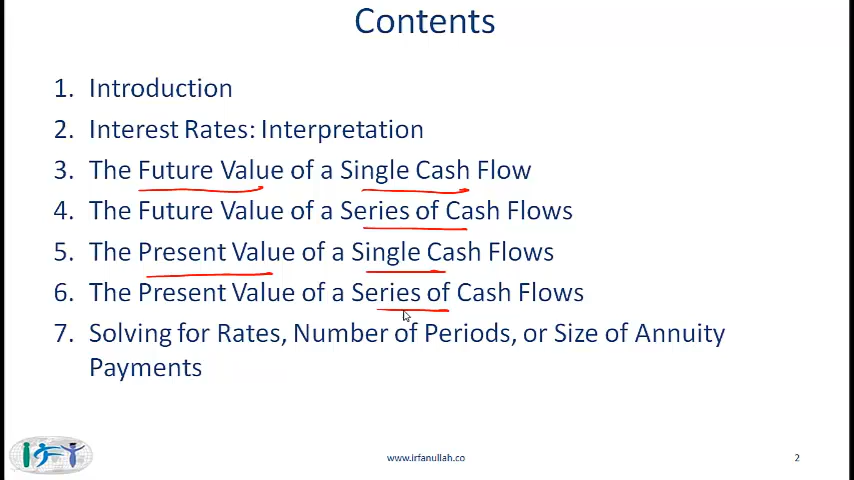 Contents
1. Introduction
2. Interest Rates: Interpretation
3. The Future Value of a Single Cash Flow
4. The Future Value of a Series of Cash Flows
5. The Present Value of a Single Cash Flows
6. The Present Value of a Series of Cash Flows
7. Solving for Rates, Number of Periods, or Size of Annuity
Payments
www.irfanullah.co
2